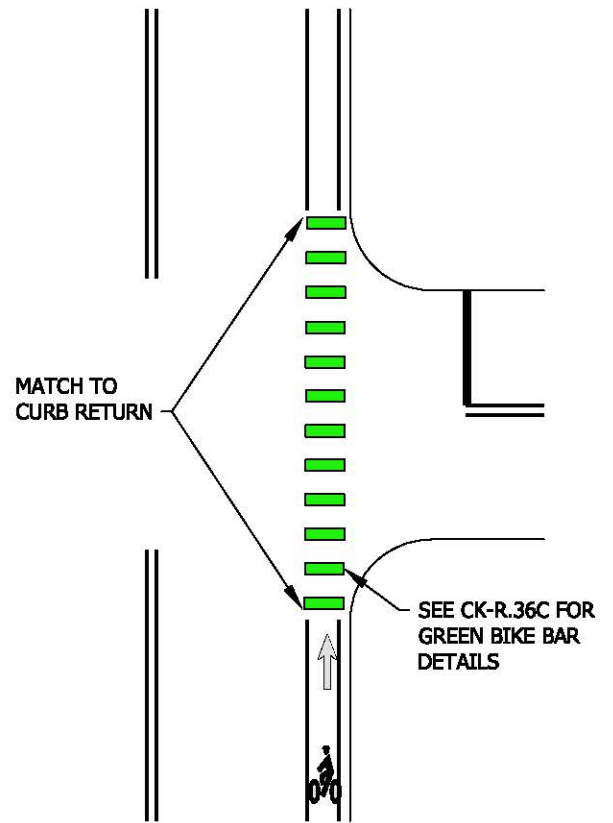 MATCH TO
CURB RETURN
SEE CK-R.36C FOR
GREEN BIKE BAR
DETAILS